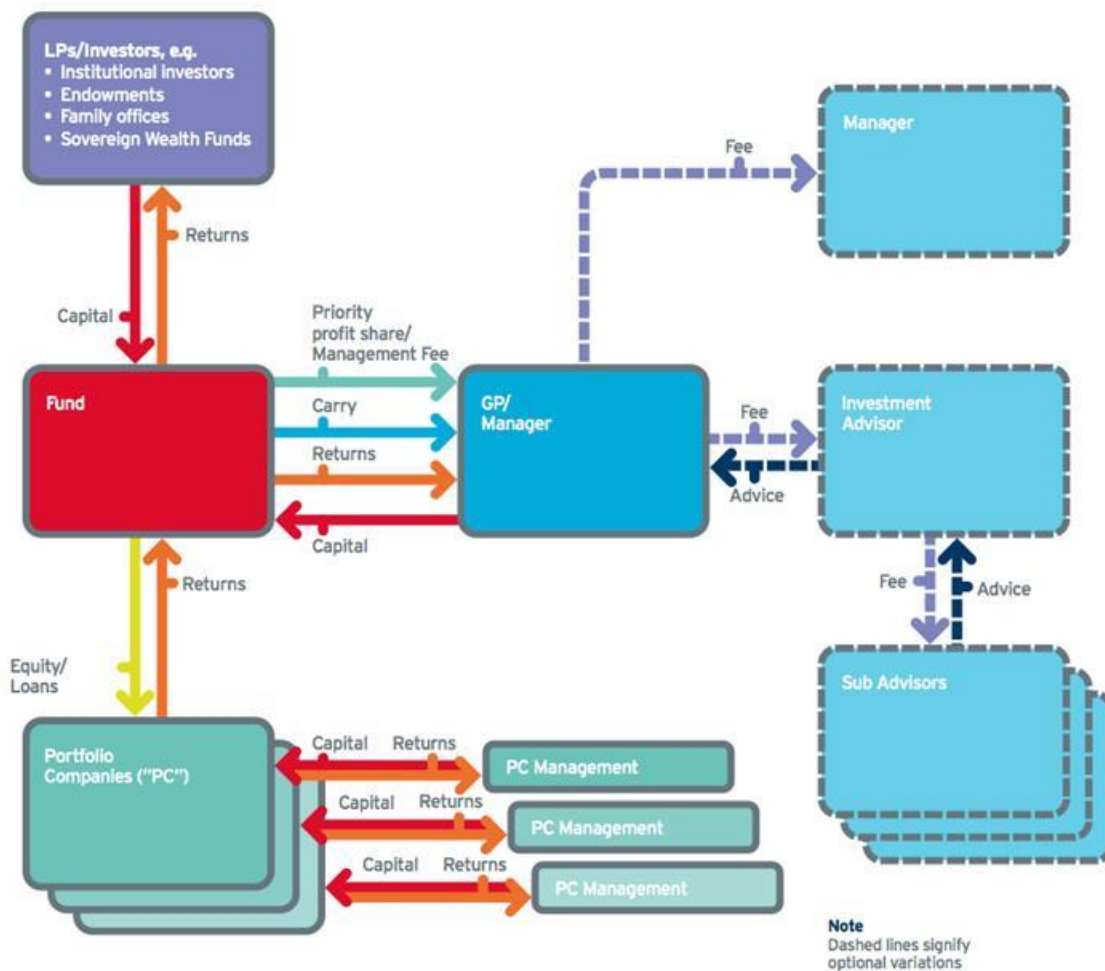 LPs/Investors, e.g.
▪ Institutional investors
▪ Endowments
▪ Family offices
▪ Sovereign Wealth Funds
Manager
Fee
Returns
Capital
Priority
profit share/
Management Fee
Fund
Carry
Returns
Capital
GP/
Manager
Fee
Advice
Investment
Advisor
Returns
Fee
Advice
Equity/
Loans
Sub Advisors
Portfolio
Companies ("PC")
Capital
Returns
PC Management
Capital
Returns
PC Management
Capital
Returns
PC Management
Note
Dashed lines signify
optional variations